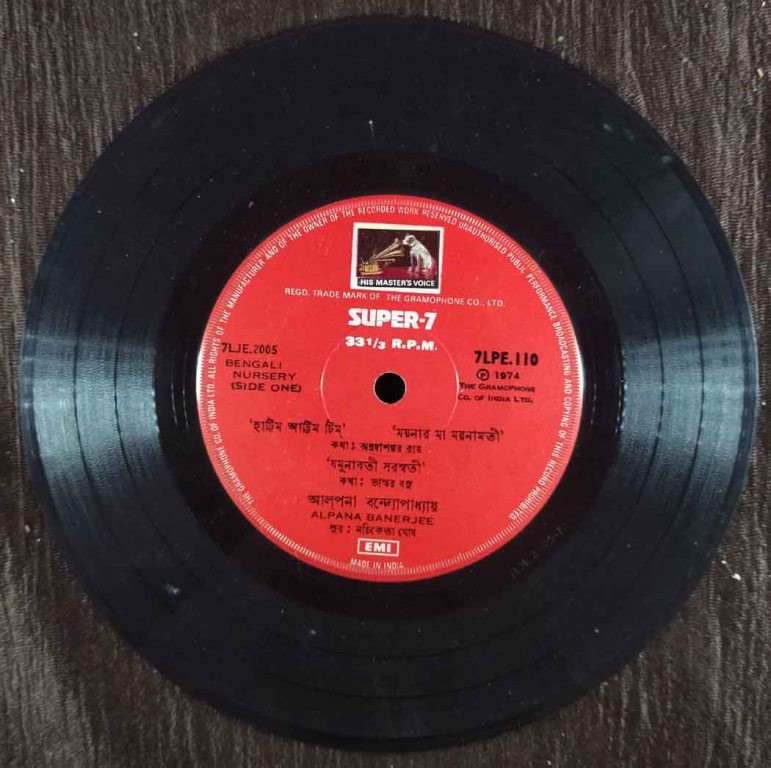 THE GRAMOPHONE CO. OF INDIA LTD. ALL RIGHTS OF THE MANUFACTURER AND OF THE OWNER OF THE RECORDED WORK RESERVED UNAUTHORISED PUBLIC PERFORMANCE BROADCASTING AND COPYING OF THIS RECORD PROHIBITED
HIS MASTER'S VOICE
REGD. TRADE MARK OF THE GRAMOPHONE CO., LTD.
SUPER-7
33 1/3 R.P.M.
7LJE.2005
BENGALI
NURSERY
(SIDE ONE)
7LPE.110
Ⓟ 1974
THE GRAMOPHONE
CO. OF INDIA LTD.
'হাট্টিম আট্টিম টিম্' 'ময়নার মা ময়নামতী'
কথা : অন্নদাশঙ্কর রায়
'যমুনাবতী সরস্বতী'
কথা : ভাস্কর বসু
আলপনা বন্দ্যোপাধ্যায়
ALPANA BANERJEE
সুর : নচিকেতা ঘোষ
EMI
MADE IN INDIA